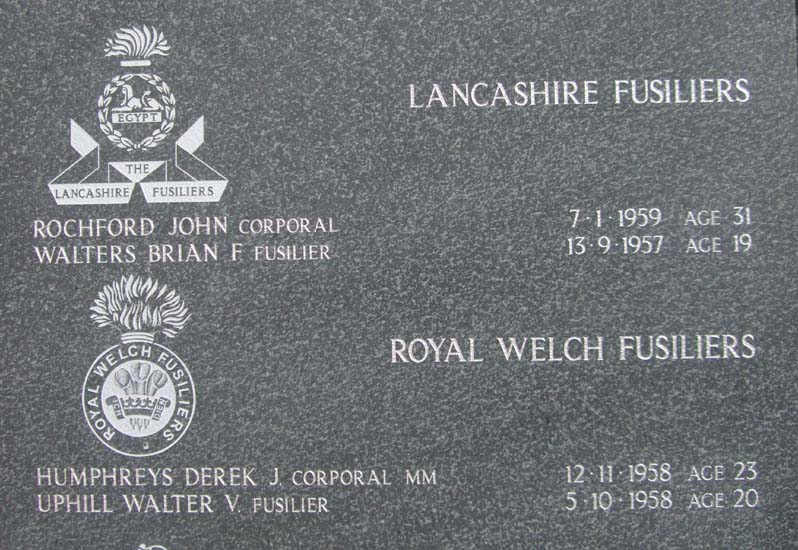 EGYPT
THE
LANCASHIRE FUSILIERS
LANCASHIRE FUSILIERS
ROCHFORD JOHN CORPORAL 7·1·1959 AGE 31
WALTERS BRIAN F FUSILIER 13·9·1957 AGE 19
ROYAL WELCH FUSILIERS
ICH DIEN
ROYAL WELCH FUSILIERS
HUMPHREYS DEREK J. CORPORAL MM 12·11·1958 AGE 23
UPHILL WALTER V. FUSILIER 5·10·1958 AGE 20